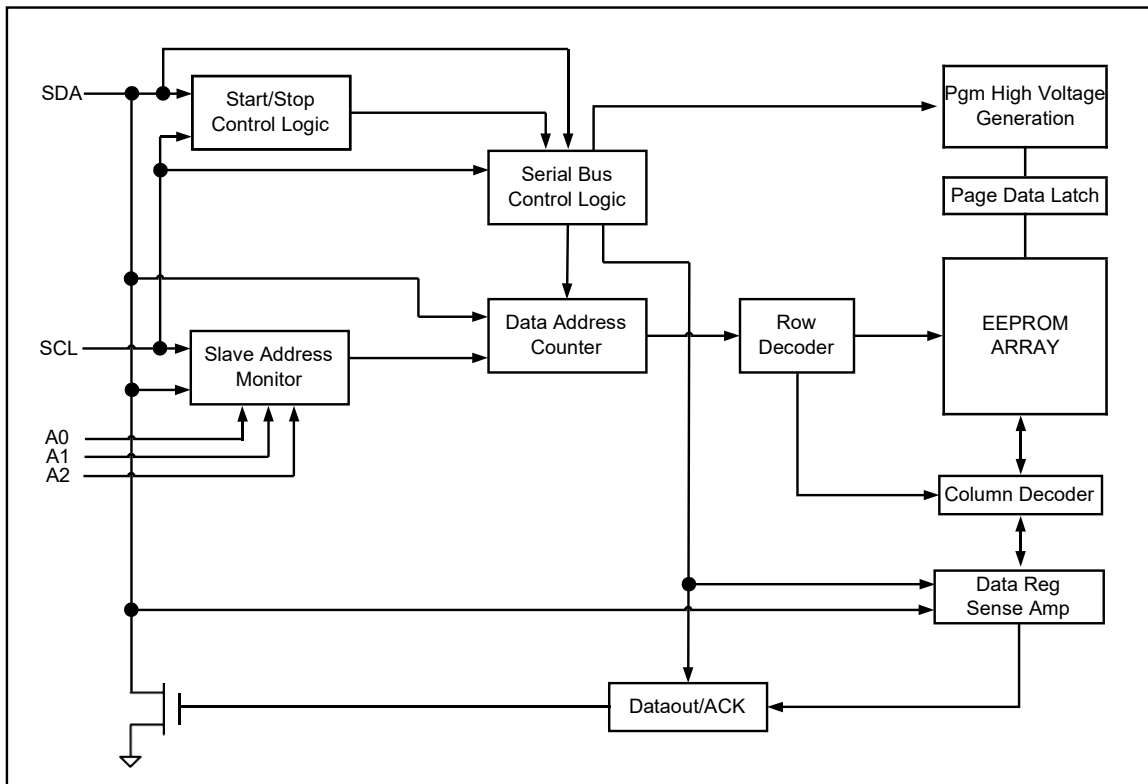 SDA
Start/Stop
Control Logic
Pgm High Voltage
Generation
Serial Bus
Control Logic
Page Data Latch
Data Address
Counter
Row
Decoder
EEPROM
ARRAY
SCL
Slave Address
Monitor
A0
A1
A2
Column Decoder
Data Reg
Sense Amp
Dataout/ACK